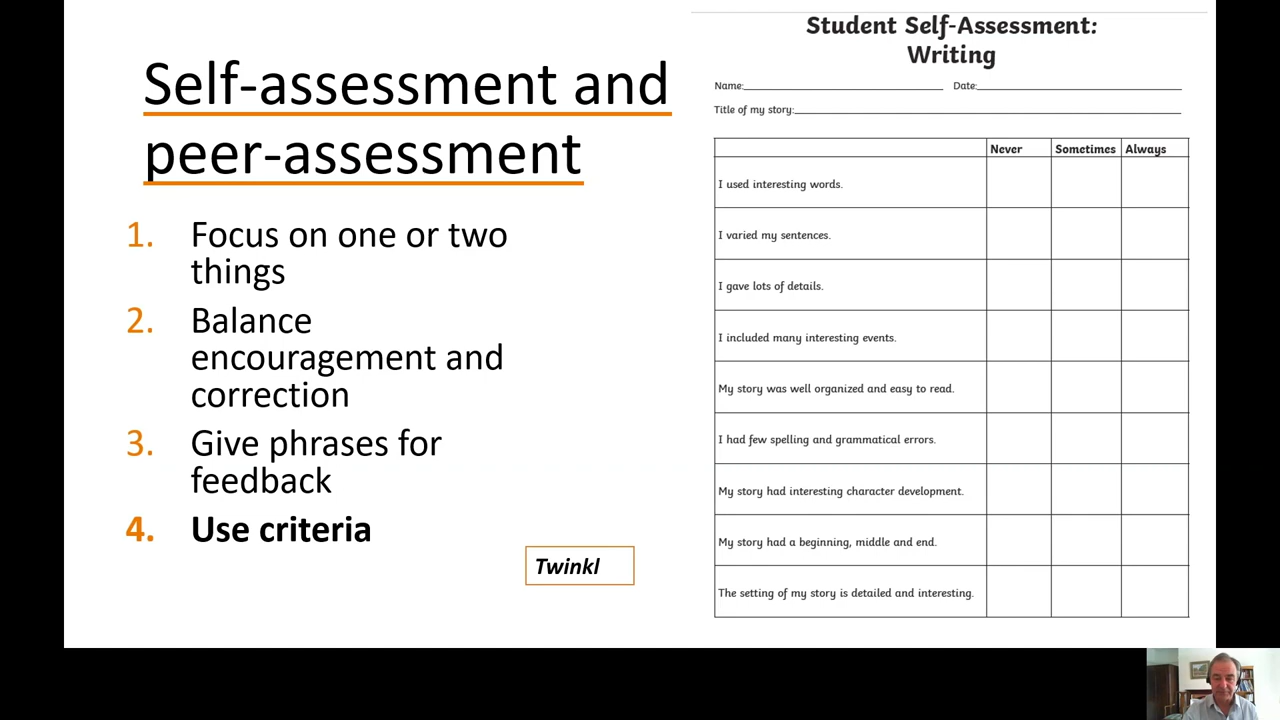 Self-assessment and
peer-assessment
1. Focus on one or two
things
2. Balance
encouragement and
correction
3. Give phrases for
feedback
4. Use criteria
Twinkl
Student Self-Assessment:
Writing
Name: Date:
Title of my story:
Never Sometimes Always
I used interesting words.
I varied my sentences.
I gave lots of details.
I included many interesting events.
My story was well organized and easy to read.
I had few spelling and grammatical errors.
My story had interesting character development.
My story had a beginning, middle and end.
The setting of my story is detailed and interesting.